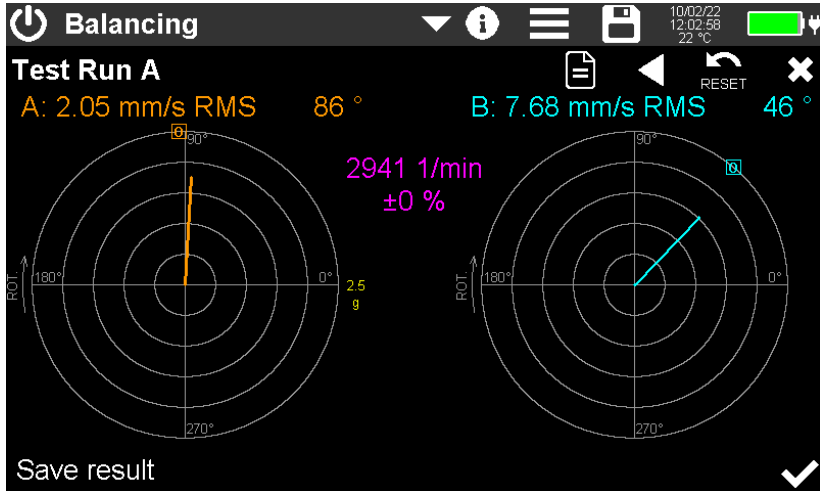 Balancing
i
10/02/22
12:02:58
22 °C
Test Run A
RESET
A: 2.05 mm/s RMS 86 °
B: 7.68 mm/s RMS 46 °
0
90°
90°
0
2941 1/min
±0 %
ROT.
180°
0°
2.5
g
ROT.
180°
0°
270°
270°
Save result